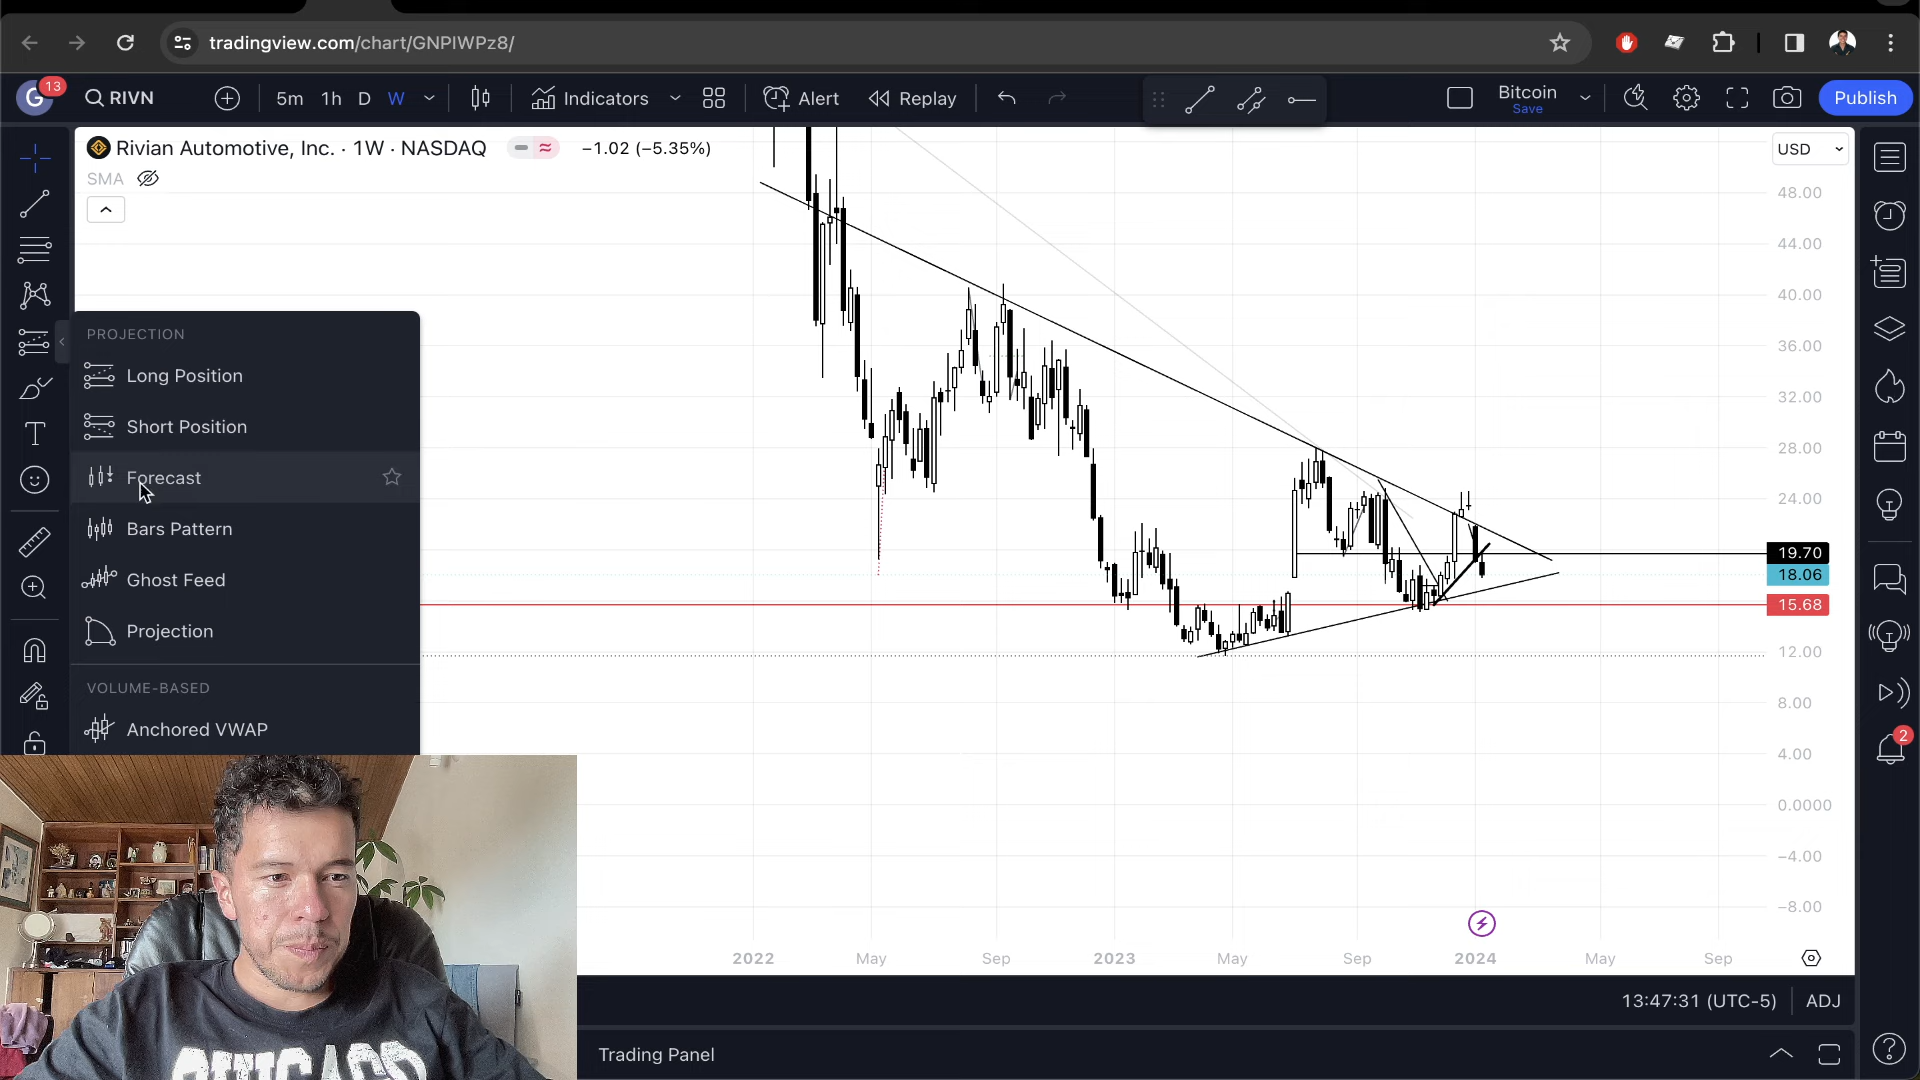 tradingview.com/chart/GNPIWPz8/
G 13 RIVN 5m 1h D W Indicators Alert Replay Bitcoin Save Publish
Rivian Automotive, Inc. · 1W · NASDAQ −1.02 (−5.35%) USD
SMA
48.00
44.00
40.00
36.00
32.00
28.00
24.00
19.70
18.06
15.68
12.00
8.00
4.00
0.0000
−4.00
−8.00
PROJECTION
Long Position
Short Position
Forecast
Bars Pattern
Ghost Feed
Projection
VOLUME-BASED
Anchored VWAP
2
2022 May Sep 2023 May Sep 2024 May Sep
13:47:31 (UTC-5) ADJ
Trading Panel
CHICAGO